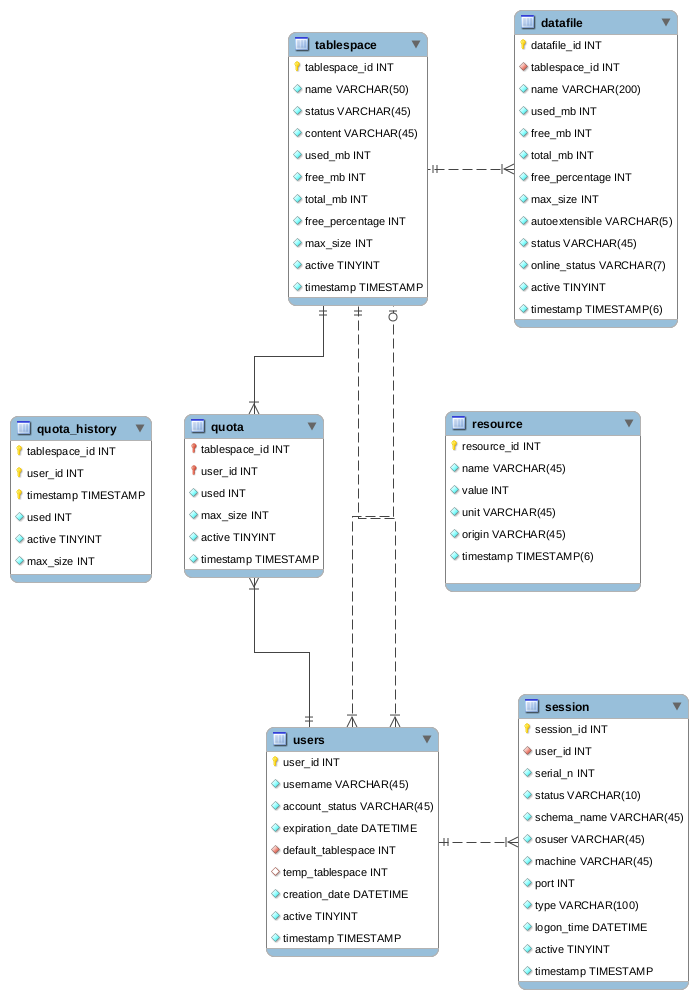 tablespace
tablespace_id INT
name VARCHAR(50)
status VARCHAR(45)
content VARCHAR(45)
used_mb INT
free_mb INT
total_mb INT
free_percentage INT
max_size INT
active TINYINT
timestamp TIMESTAMP
datafile
datafile_id INT
tablespace_id INT
name VARCHAR(200)
used_mb INT
free_mb INT
total_mb INT
free_percentage INT
max_size INT
autoextensible VARCHAR(5)
status VARCHAR(45)
online_status VARCHAR(7)
active TINYINT
timestamp TIMESTAMP(6)
quota_history
tablespace_id INT
user_id INT
timestamp TIMESTAMP
used INT
active TINYINT
max_size INT
quota
tablespace_id INT
user_id INT
used INT
max_size INT
active TINYINT
timestamp TIMESTAMP
resource
resource_id INT
name VARCHAR(45)
value INT
unit VARCHAR(45)
origin VARCHAR(45)
timestamp TIMESTAMP(6)
users
user_id INT
username VARCHAR(45)
account_status VARCHAR(45)
expiration_date DATETIME
default_tablespace INT
temp_tablespace INT
creation_date DATETIME
active TINYINT
timestamp TIMESTAMP
session
session_id INT
user_id INT
serial_n INT
status VARCHAR(10)
schema_name VARCHAR(45)
osuser VARCHAR(45)
machine VARCHAR(45)
port INT
type VARCHAR(100)
logon_time DATETIME
active TINYINT
timestamp TIMESTAMP